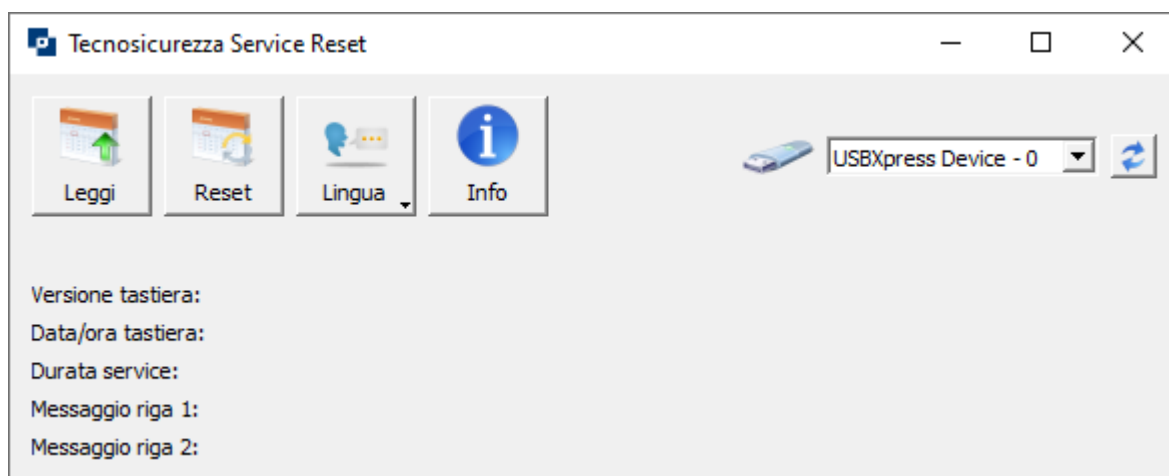 Tecnosicurezza Service Reset
Leggi Reset Lingua Info USBXpress Device - 0
Versione tastiera:
Data/ora tastiera:
Durata service:
Messaggio riga 1:
Messaggio riga 2: